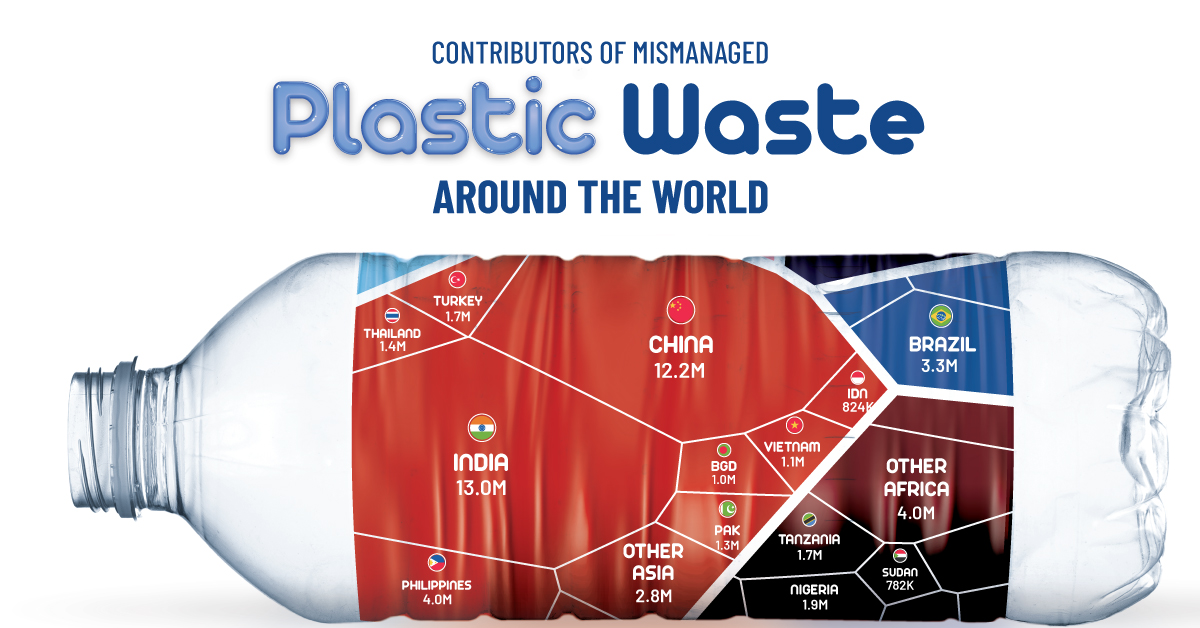 CONTRIBUTORS OF MISMANAGED
Plastic Waste
AROUND THE WORLD
TURKEY
1.7M
THAILAND
1.4M
CHINA
12.2M
BRAZIL
3.3M
IDN
824K
INDIA
13.0M
VIETNAM
1.1M
BGD
1.0M
OTHER
AFRICA
4.0M
PAK
1.3M
TANZANIA
1.7M
OTHER
ASIA
2.8M
SUDAN
782K
PHILIPPINES
4.0M
NIGERIA
1.9M